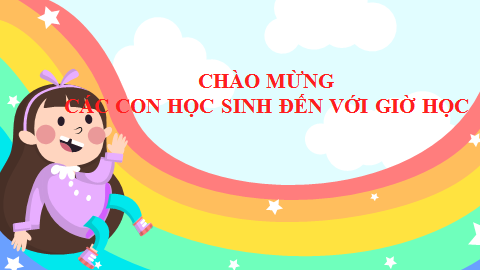 CHÀO MỪNG
CÁC CON HỌC SINH ĐẾN VỚI GIỜ HỌC